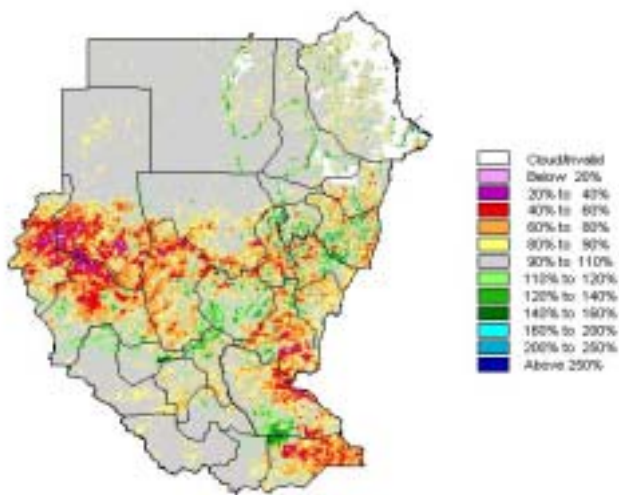 Cloud/Invalid
Below 20%
20% to 40%
40% to 60%
60% to 80%
80% to 90%
90% to 110%
110% to 120%
120% to 140%
140% to 160%
160% to 200%
200% to 250%
Above 250%